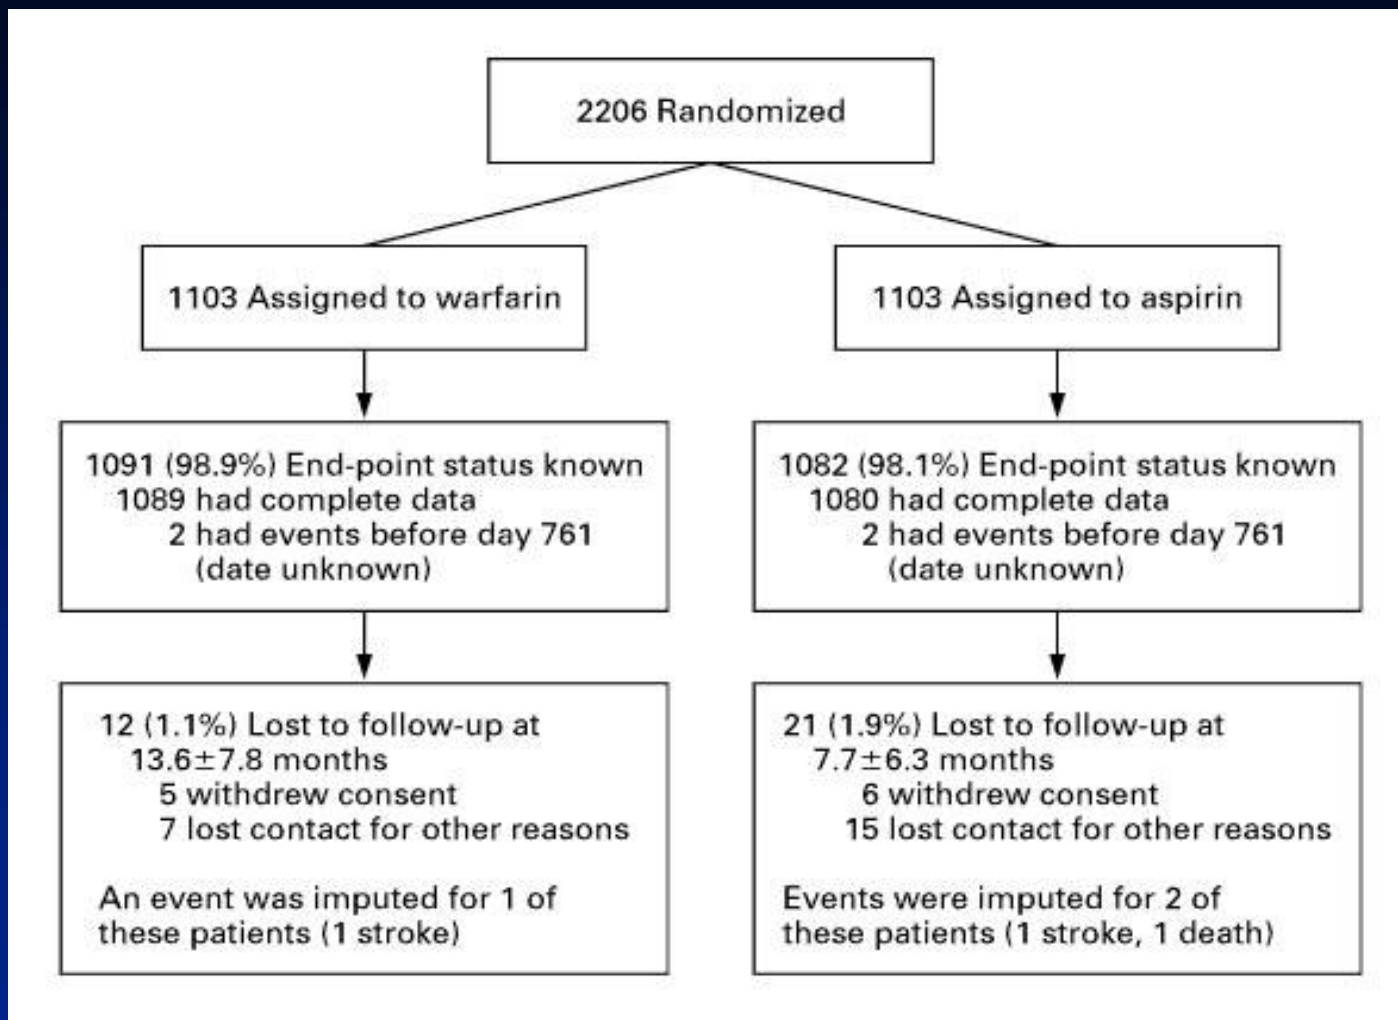 2206 Randomized
1103 Assigned to warfarin
1103 Assigned to aspirin
1091 (98.9%) End-point status known
1089 had complete data
2 had events before day 761
(date unknown)
1082 (98.1%) End-point status known
1080 had complete data
2 had events before day 761
(date unknown)
12 (1.1%) Lost to follow-up at
13.6±7.8 months
5 withdrew consent
7 lost contact for other reasons
An event was imputed for 1 of
these patients (1 stroke)
21 (1.9%) Lost to follow-up at
7.7±6.3 months
6 withdrew consent
15 lost contact for other reasons
Events were imputed for 2 of
these patients (1 stroke, 1 death)